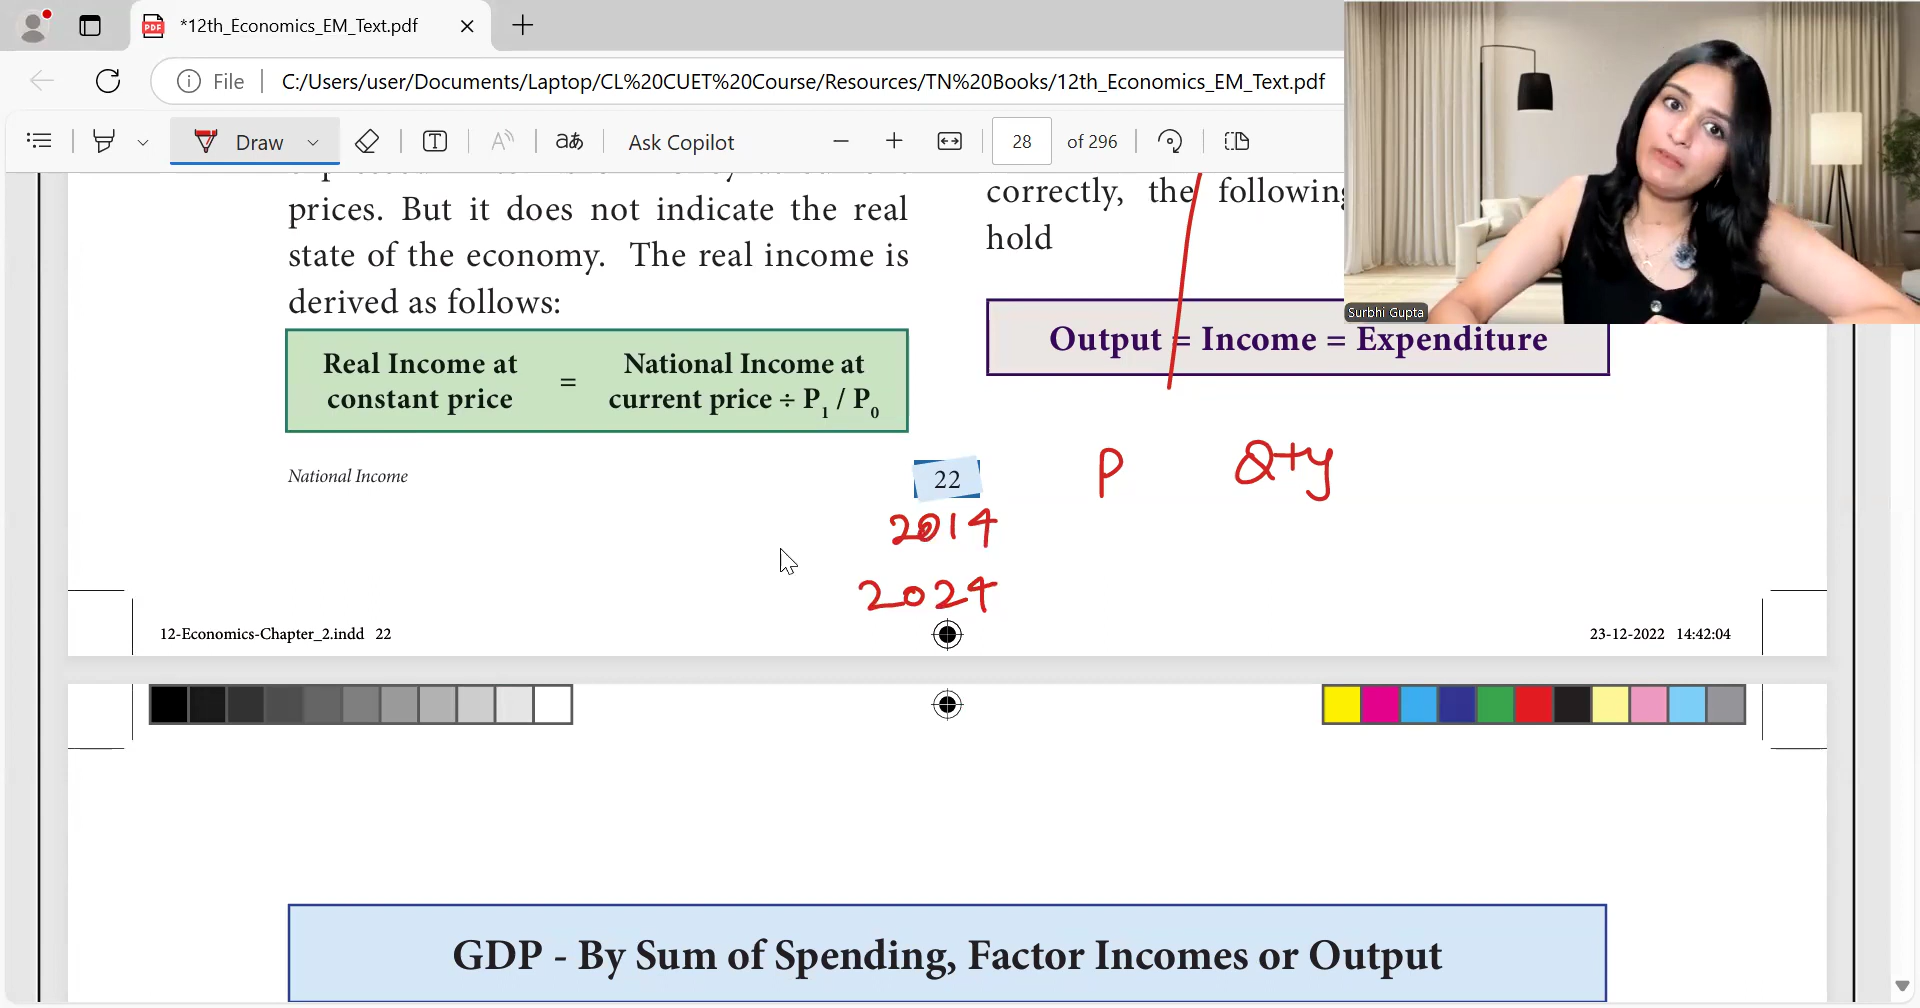 *12th_Economics_EM_Text.pdf
File
C:/Users/user/Documents/Laptop/CL%20CUET%20Course/Resources/TN%20Books/12th_Economics_EM_Text.pdf
Draw
Ask Copilot
28 of 296
prices. But it does not indicate the real
state of the economy. The real income is
derived as follows:
Real Income at
constant price
=
National Income at
current price ÷ P1 / P0
National Income
22
correctly, the following
hold
Output = Income = Expenditure
Surbhi Gupta
P Qty
2014
2024
12-Economics-Chapter_2.indd 22
23-12-2022 14:42:04
GDP - By Sum of Spending, Factor Incomes or Output